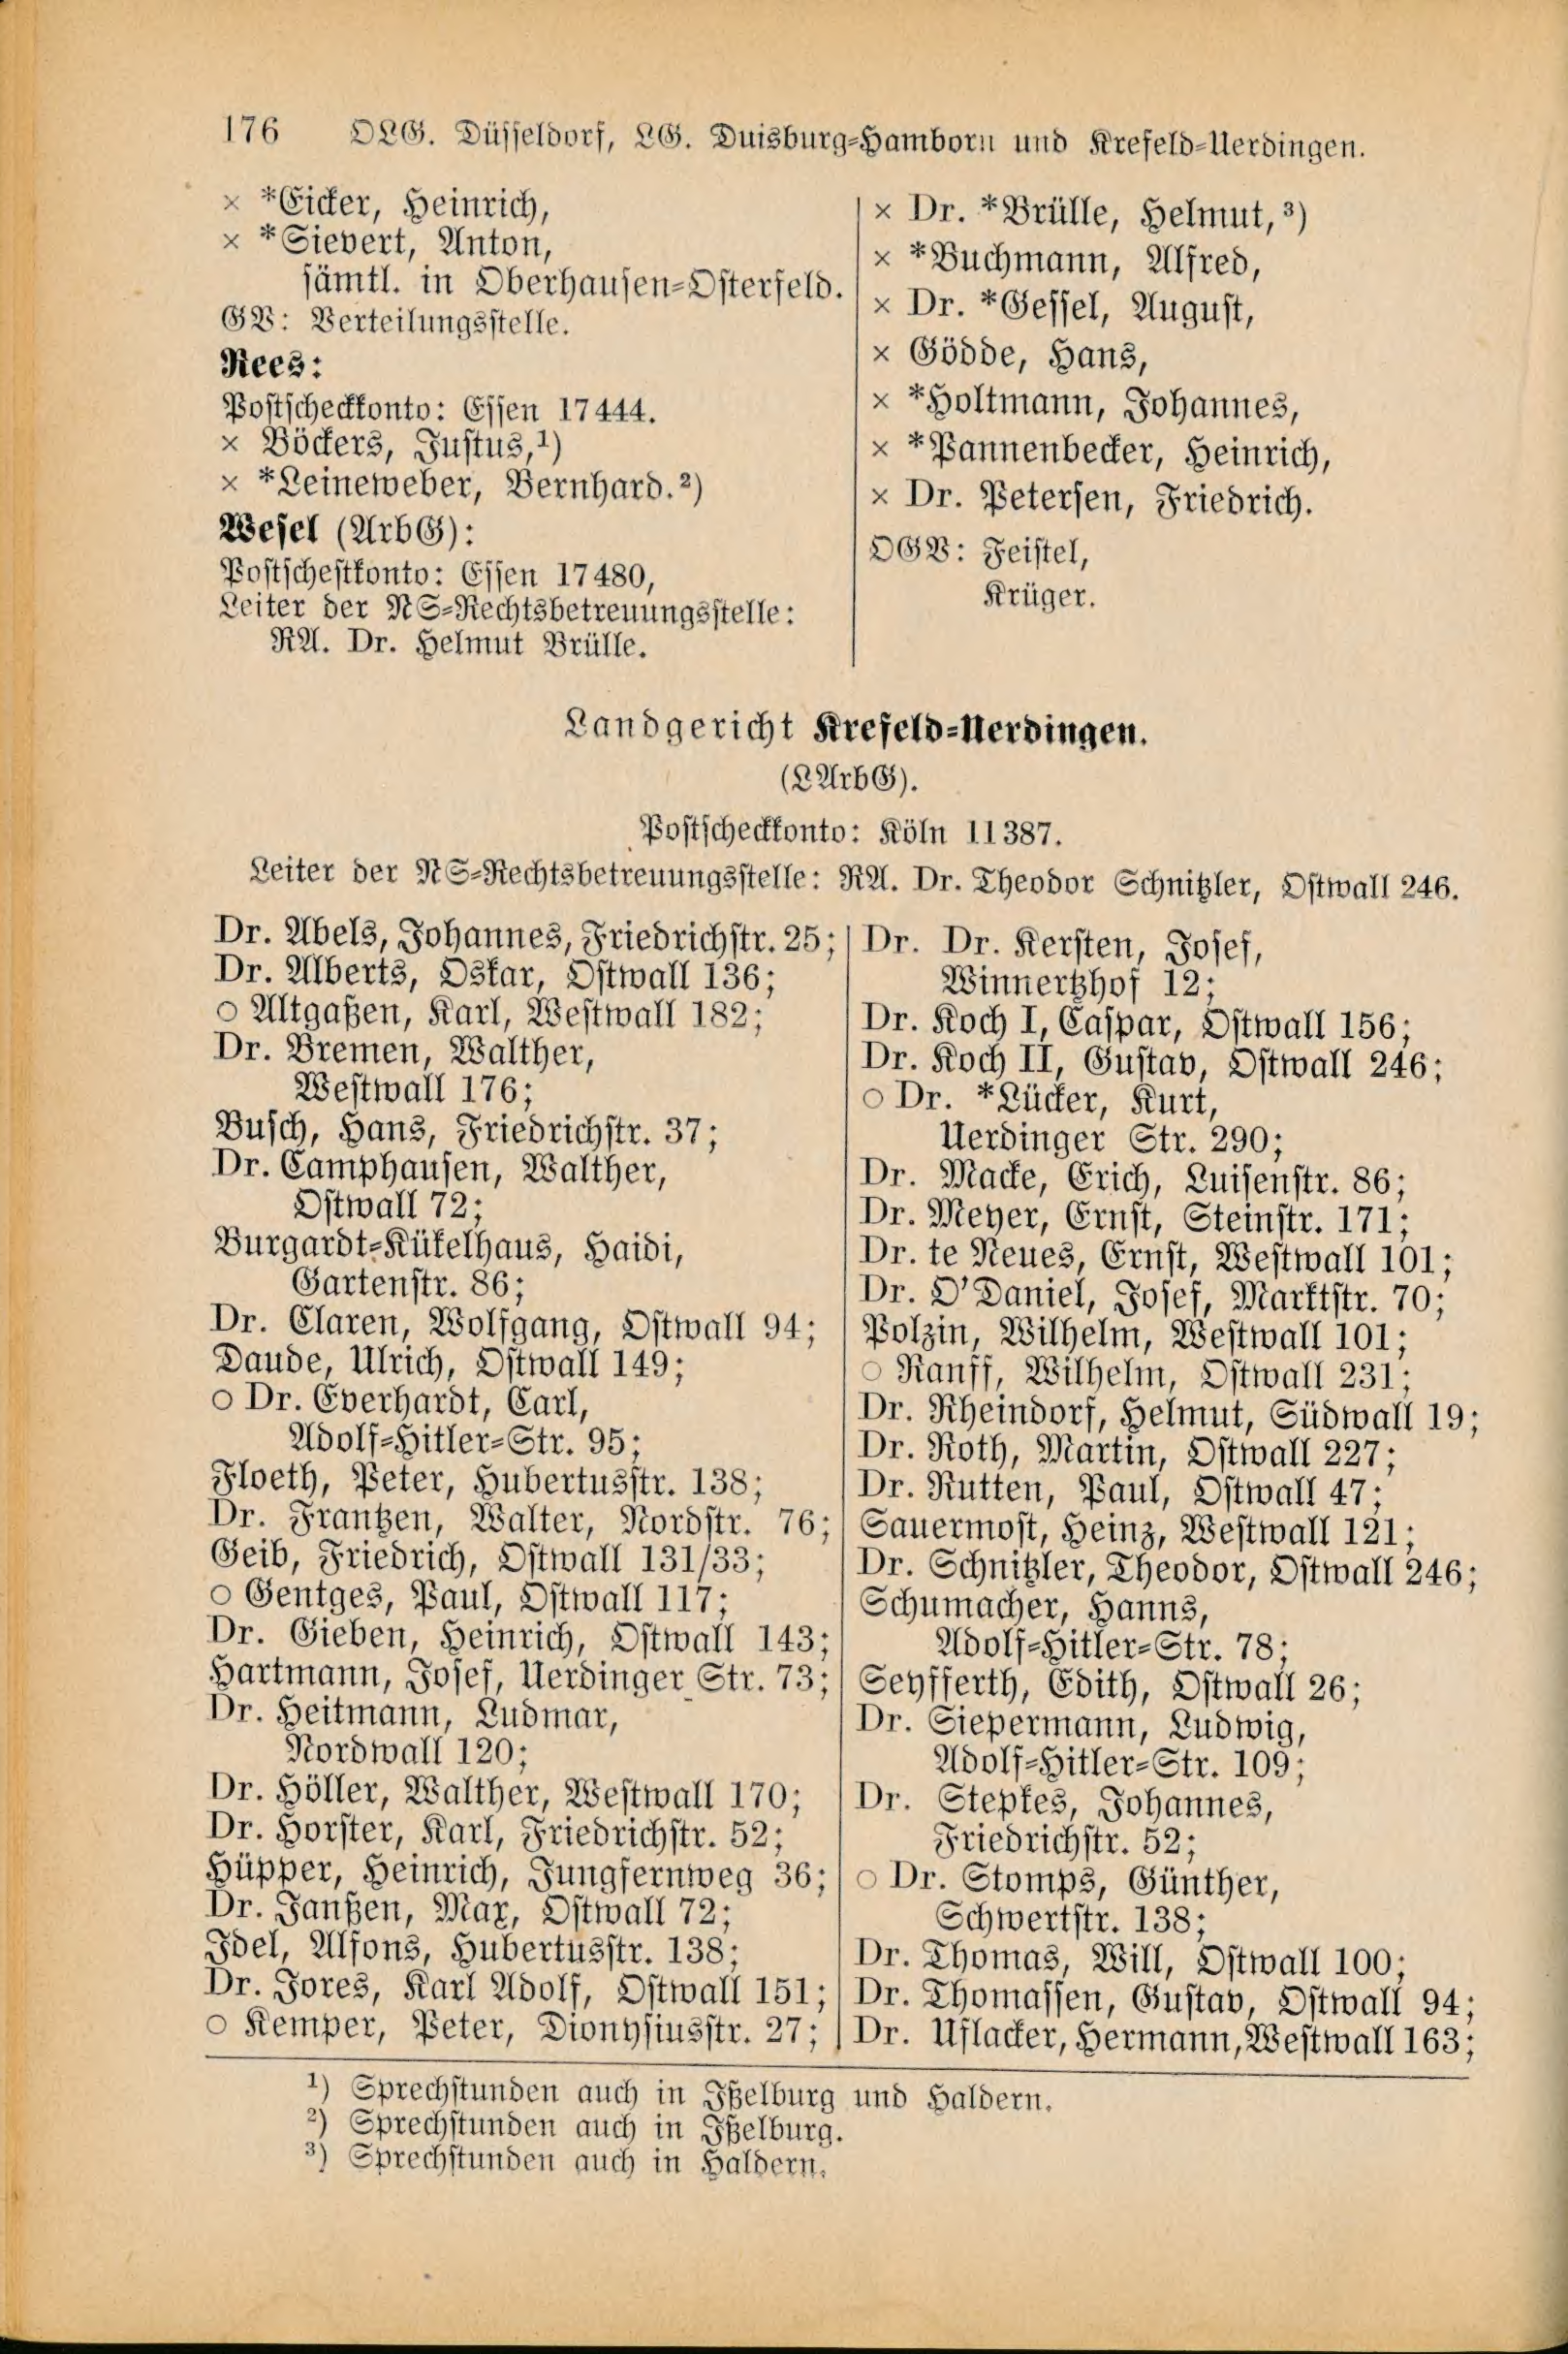 176 OLG. Düsseldorf, LG. Duisburg-Hamborn und Krefeld-Uerdingen.
× *Eicker, Heinrich,
× *Sievert, Anton,
sämtl. in Oberhausen-Osterfeld.
GV: Verteilungsstelle.
Rees:
Postscheckkonto: Essen 17444.
× Böckers, Justus,¹)
× *Leineweber, Bernhard.²)
Wesel (ArbG):
Postschestkonto: Essen 17480,
Leiter der NS-Rechtsbetreuungsstelle:
RA. Dr. Helmut Brülle.
× Dr. *Brülle, Helmut,³)
× *Buchmann, Alfred,
× Dr. *Gessel, August,
× Gödde, Hans,
× *Holtmann, Johannes,
× *Pannenbecker, Heinrich,
× Dr. Petersen, Friedrich.
OGV: Feistel,
Krüger.
Landgericht Krefeld-Uerdingen.
(LArbG).
Postscheckkonto: Köln 11387.
Leiter der NS-Rechtsbetreuungsstelle: RA. Dr. Theodor Schnitzler, Ostwall 246.
Dr. Abels, Johannes, Friedrichstr. 25;
Dr. Alberts, Oskar, Ostwall 136;
○ Altgaßen, Karl, Westwall 182;
Dr. Bremen, Walther,
Westwall 176;
Busch, Hans, Friedrichstr. 37;
Dr. Camphausen, Walther,
Ostwall 72;
Burgardt-Kükelhaus, Haidi,
Gartenstr. 86;
Dr. Claren, Wolfgang, Ostwall 94;
Daude, Ulrich, Ostwall 149;
○ Dr. Everhardt, Carl,
Adolf-Hitler-Str. 95;
Floeth, Peter, Hubertusstr. 138;
Dr. Frantzen, Walter, Nordstr. 76;
Geib, Friedrich, Ostwall 131/33;
○ Gentges, Paul, Ostwall 117;
Dr. Gieben, Heinrich, Ostwall 143;
Hartmann, Josef, Uerdinger Str. 73;
Dr. Heitmann, Ludmar,
Nordwall 120;
Dr. Höller, Walther, Westwall 170;
Dr. Horster, Karl, Friedrichstr. 52;
Hüpper, Heinrich, Jungfernweg 36;
Dr. Janßen, Max, Ostwall 72;
Idel, Alfons, Hubertusstr. 138;
Dr. Jores, Karl Adolf, Ostwall 151;
○ Kemper, Peter, Dionysiusstr. 27;
Dr. Dr. Kersten, Josef,
Winnertzhof 12;
Dr. Koch I, Caspar, Ostwall 156;
Dr. Koch II, Gustav, Ostwall 246;
○ Dr. *Lücker, Kurt,
Uerdinger Str. 290;
Dr. Macke, Erich, Luisenstr. 86;
Dr. Meyer, Ernst, Steinstr. 171;
Dr. te Neues, Ernst, Westwall 101;
Dr. O'Daniel, Josef, Marktstr. 70;
Polzin, Wilhelm, Westwall 101;
○ Ranff, Wilhelm, Ostwall 231;
Dr. Rheindorf, Helmut, Südwall 19;
Dr. Roth, Martin, Ostwall 227;
Dr. Rutten, Paul, Ostwall 47;
Sauermost, Heinz, Westwall 121;
Dr. Schnitzler, Theodor, Ostwall 246;
Schumacher, Hanns,
Adolf-Hitler-Str. 78;
Seyfferth, Edith, Ostwall 26;
Dr. Siepermann, Ludwig,
Adolf-Hitler-Str. 109;
Dr. Stepkes, Johannes,
Friedrichstr. 52;
○ Dr. Stomps, Günther,
Schwertstr. 138;
Dr. Thomas, Will, Ostwall 100;
Dr. Thomassen, Gustav, Ostwall 94;
Dr. Uflacker, Hermann, Westwall 163;
¹) Sprechstunden auch in Ißelburg und Haldern.
²) Sprechstunden auch in Ißelburg.
³) Sprechstunden auch in Haldern.